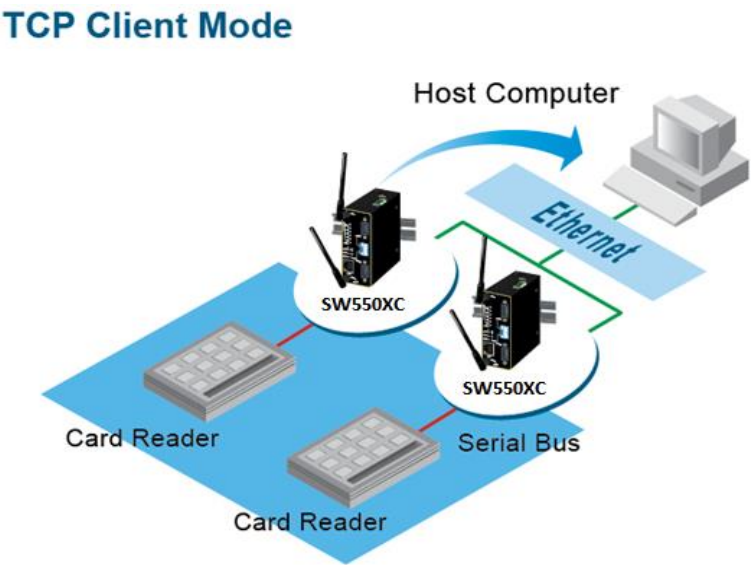 TCP Client Mode
Host Computer
Ethernet
SW550XC
SW550XC
Card Reader
Serial Bus
Card Reader